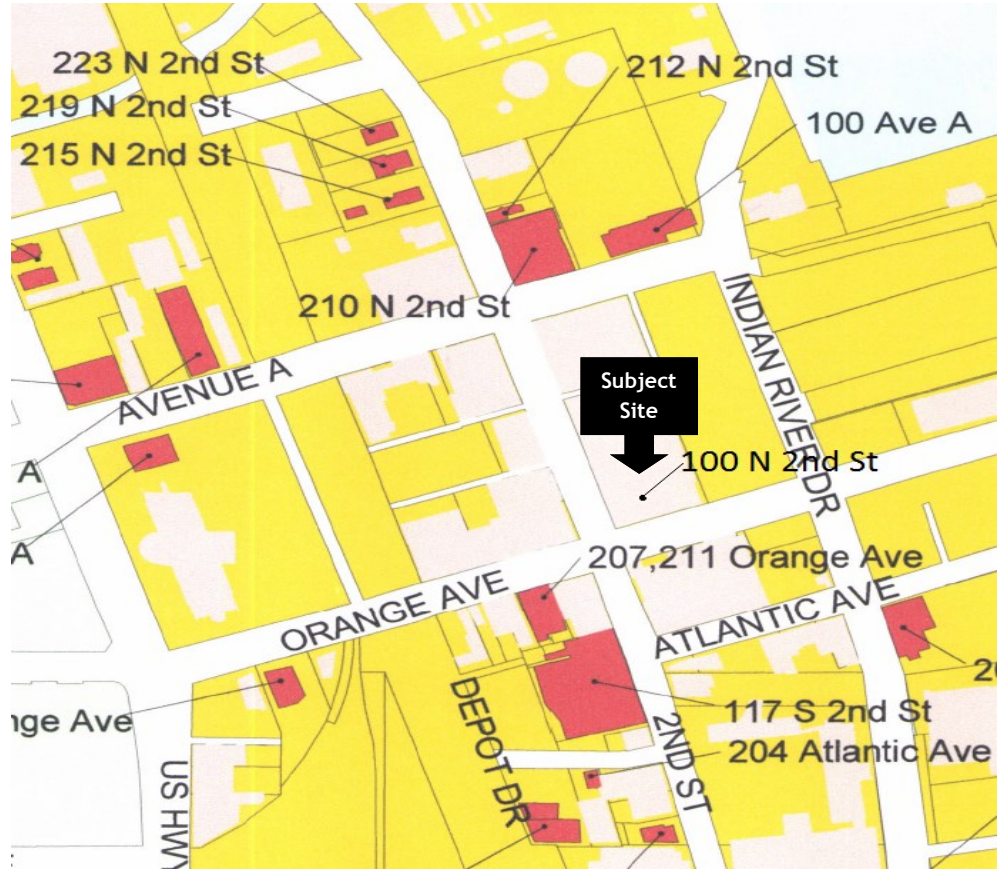 223 N 2nd St
212 N 2nd St
219 N 2nd St
100 Ave A
215 N 2nd St
210 N 2nd St
INDIAN RIVER DR
AVENUE A
Subject
Site
100 N 2nd St
A
A
207,211 Orange Ave
ORANGE AVE
ATLANTIC AVE
20
nge Ave
DEPOT DR
117 S 2nd St
2ND ST
204 Atlantic Ave
US HWY